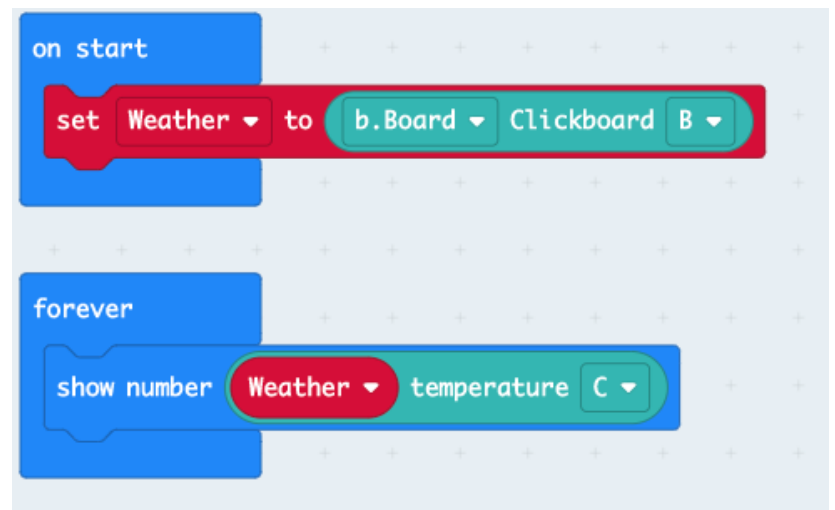 on start
set Weather to b.Board Clickboard B
forever
show number Weather temperature C